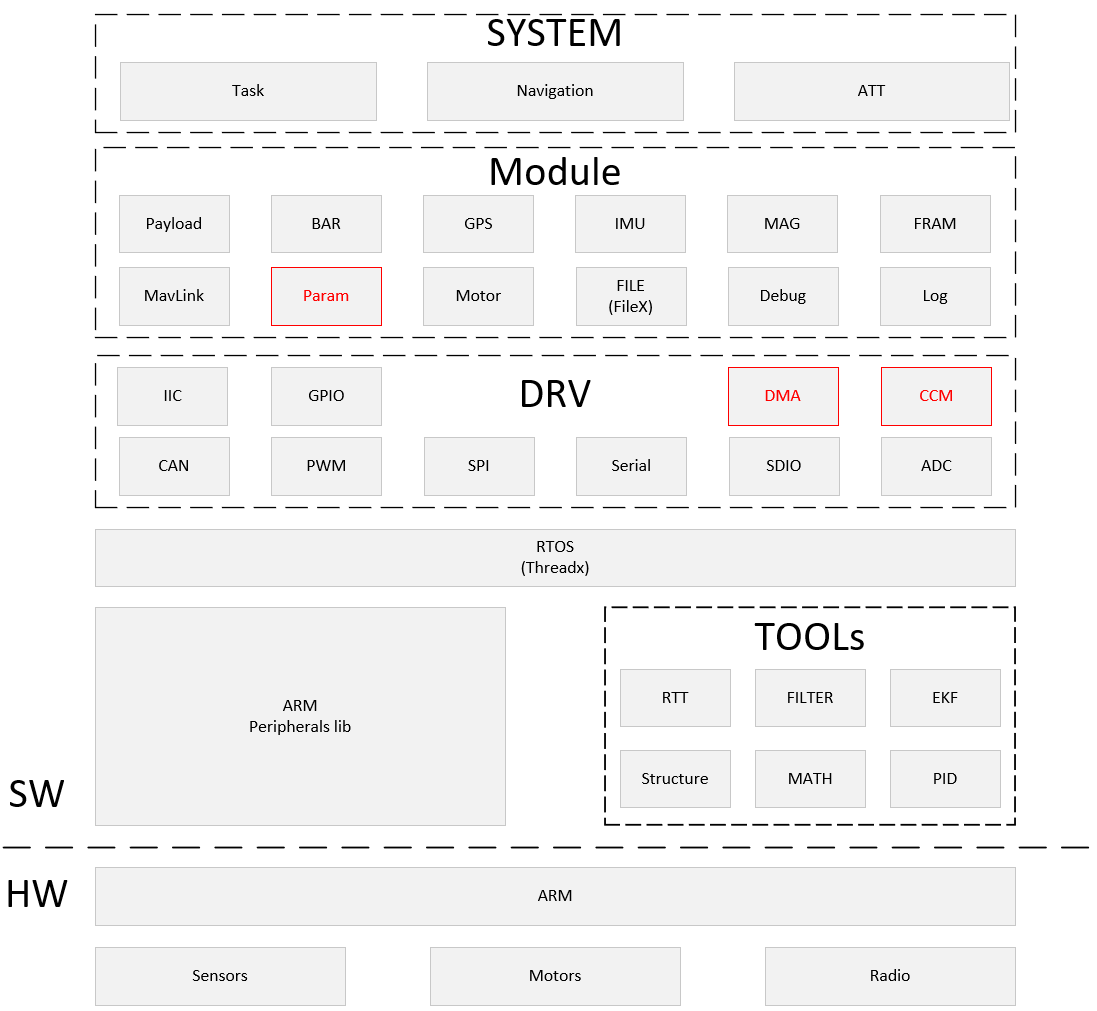 SYSTEM
Task
Navigation
ATT
Module
Payload
BAR
GPS
IMU
MAG
FRAM
MavLink
Param
Motor
FILE
(FileX)
Debug
Log
IIC
GPIO
DRV
DMA
CCM
CAN
PWM
SPI
Serial
SDIO
ADC
RTOS
(Threadx)
ARM
Peripherals lib
TOOLs
RTT
FILTER
EKF
Structure
MATH
PID
SW
HW
ARM
Sensors
Motors
Radio